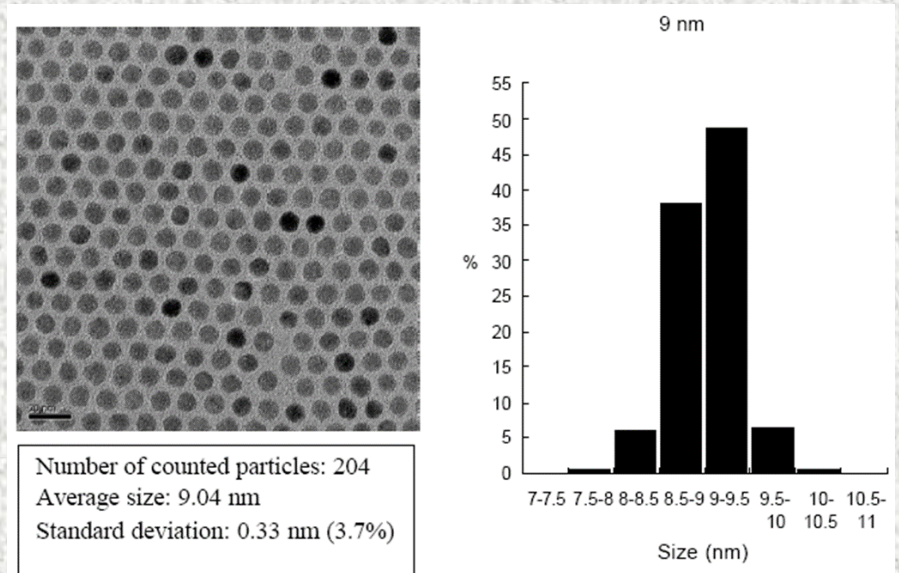 9 nm
55
50
45
40
35
%
30
25
20
15
10
5
0
7-7.5 7.5-8 8-8.5 8.5-9 9-9.5 9.5-10 10-10.5 10.5-11
Size (nm)
Number of counted particles: 204
Average size: 9.04 nm
Standard deviation: 0.33 nm (3.7%)